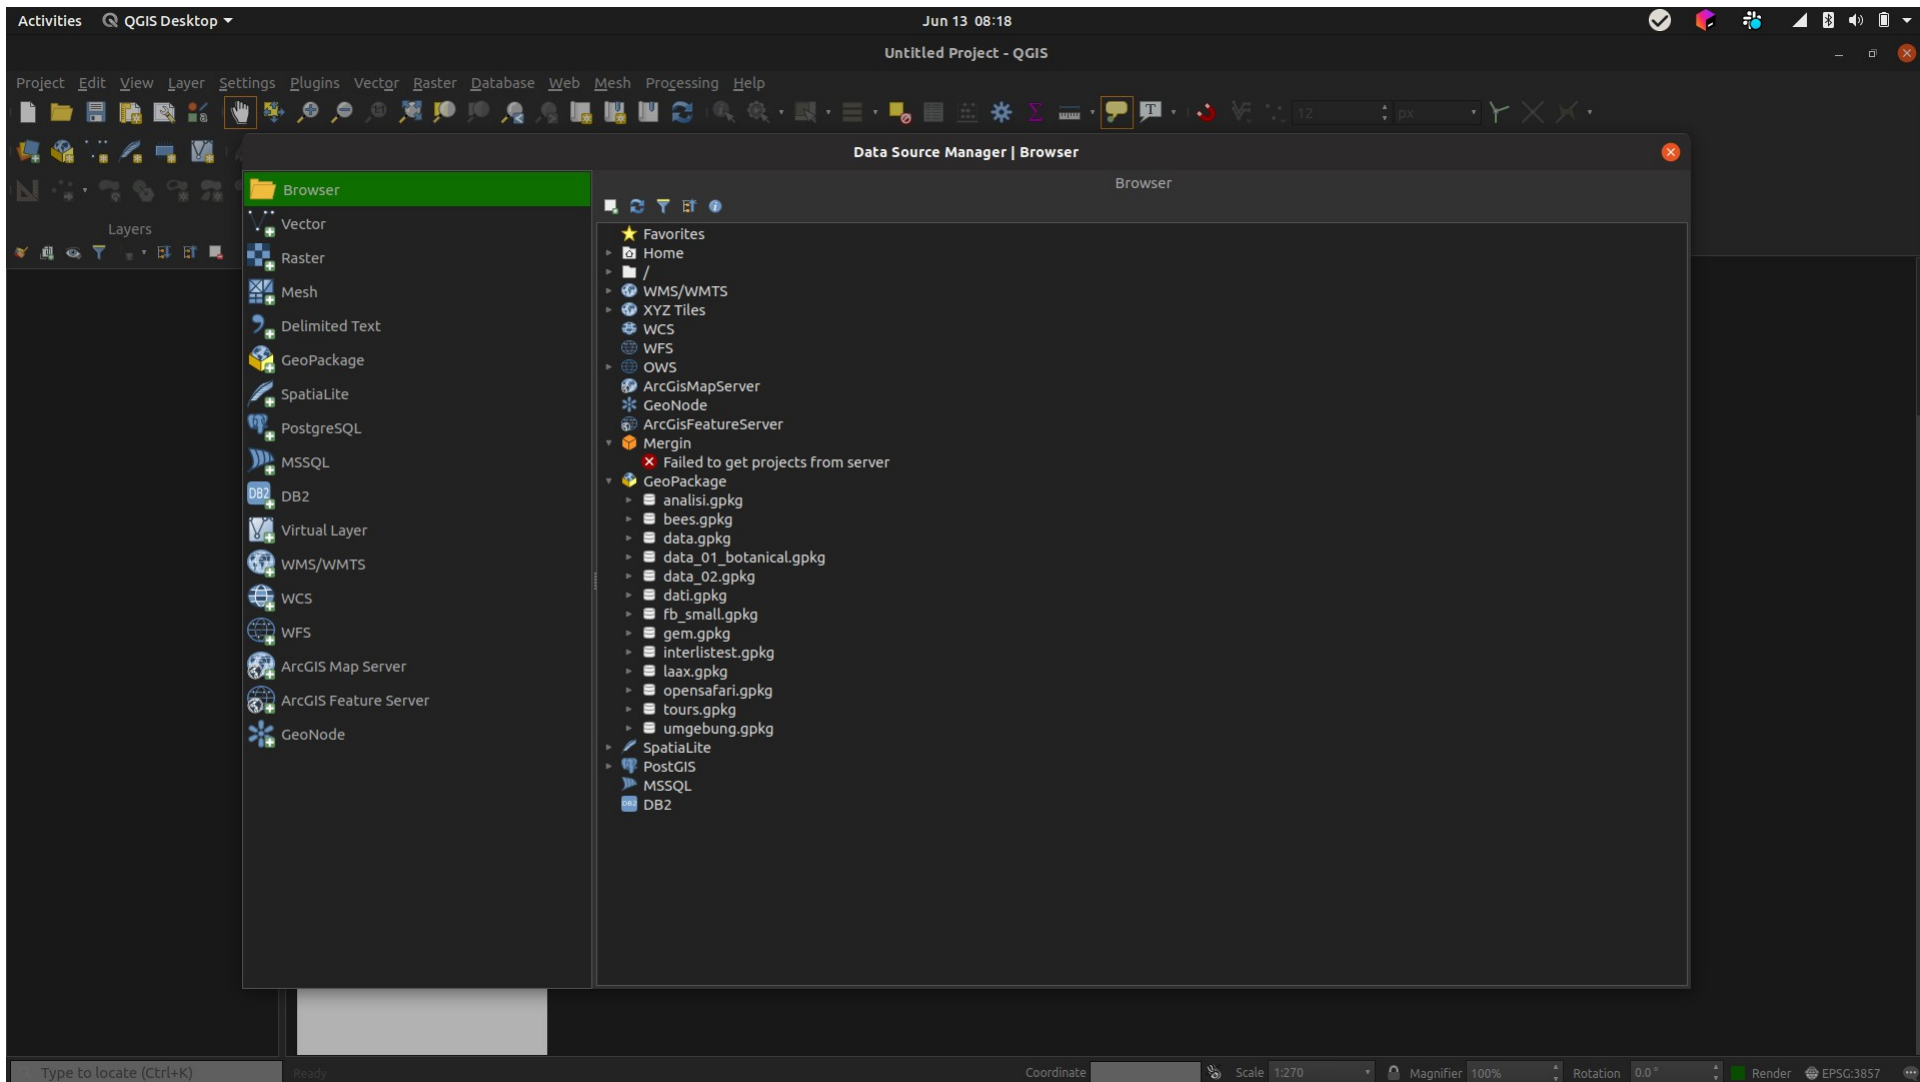 Activities QGIS Desktop Jun 13 08:18
Untitled Project - QGIS
Project Edit View Layer Settings Plugins Vector Raster Database Web Mesh Processing Help
12 px
Data Source Manager | Browser
Browser
Browser
Vector
Raster
Mesh
Delimited Text
GeoPackage
SpatiaLite
PostgreSQL
MSSQL
DB2
DB2
Virtual Layer
WMS/WMTS
WCS
WFS
ArcGIS Map Server
ArcGIS Feature Server
GeoNode
Layers
Favorites
Home
/
WMS/WMTS
XYZ Tiles
WCS
WFS
OWS
ArcGisMapServer
GeoNode
ArcGisFeatureServer
Mergin
Failed to get projects from server
GeoPackage
analisi.gpkg
bees.gpkg
data.gpkg
data_01_botanical.gpkg
data_02.gpkg
dati.gpkg
fb_small.gpkg
gem.gpkg
interlistest.gpkg
laax.gpkg
opensafari.gpkg
tours.gpkg
umgebung.gpkg
SpatiaLite
PostGIS
MSSQL
DB2
Type to locate (Ctrl+K) Ready Coordinate Scale 1:270 Magnifier 100% Rotation 0.0 ° Render EPSG:3857